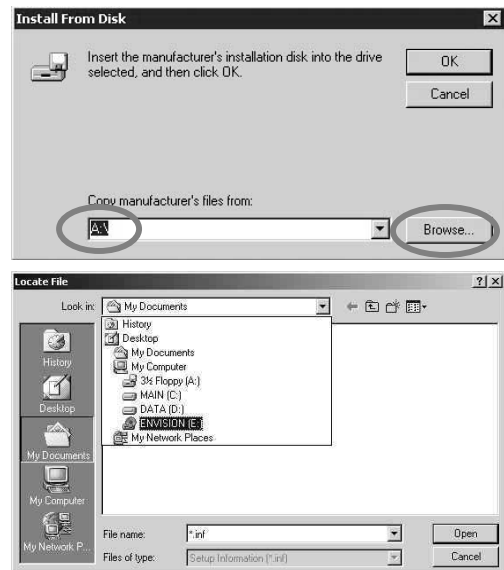 Install From Disk
Insert the manufacturer's installation disk into the drive
selected, and then click OK.
OK
Cancel
Copy manufacturer's files from:
A:\
Browse...
Locate File
Look in:
My Documents
History
Desktop
My Documents
My Computer
3½ Floppy (A:)
MAIN (C:)
DATA (D:)
ENVISION (E:)
My Network Places
History
Desktop
My Documents
My Computer
My Network P...
File name:
*.inf
Open
Files of type:
Setup Information (*.inf)
Cancel